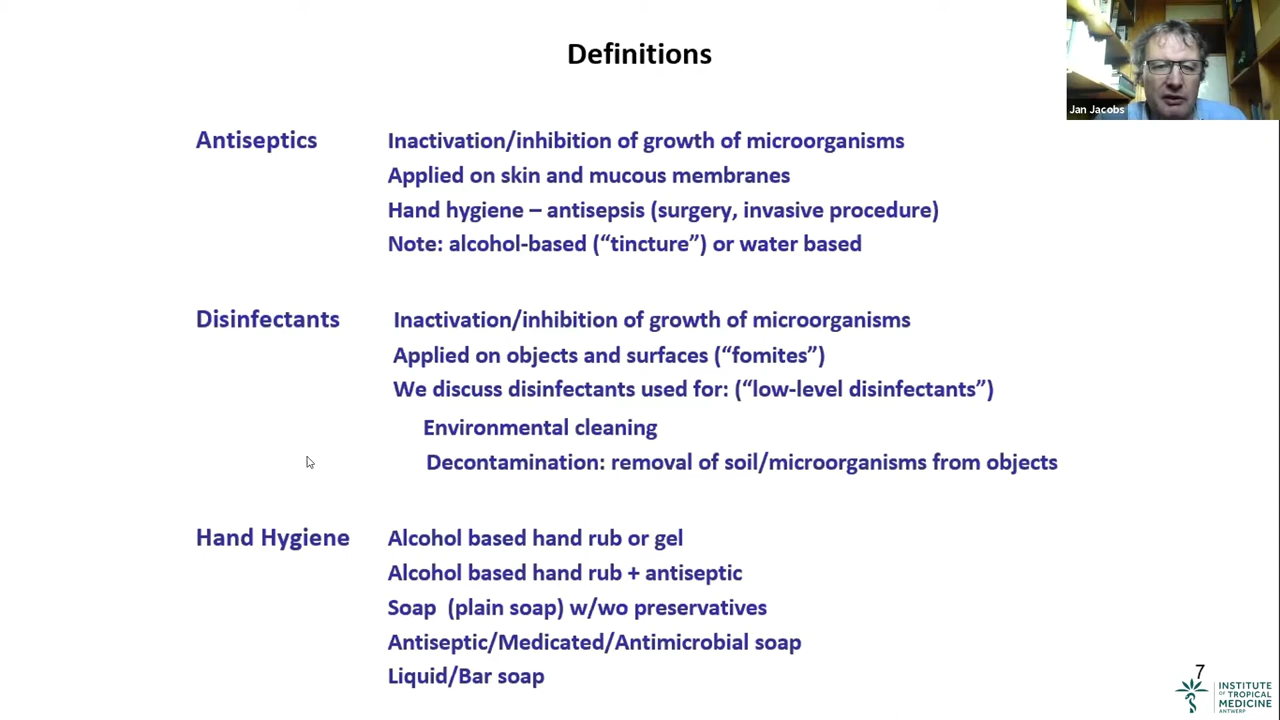 Definitions
Jan Jacobs
Antiseptics Inactivation/inhibition of growth of microorganisms
Applied on skin and mucous membranes
Hand hygiene – antisepsis (surgery, invasive procedure)
Note: alcohol-based (“tincture”) or water based
Disinfectants Inactivation/inhibition of growth of microorganisms
Applied on objects and surfaces (“fomites”)
We discuss disinfectants used for: (“low-level disinfectants”)
Environmental cleaning
Decontamination: removal of soil/microorganisms from objects
Hand Hygiene Alcohol based hand rub or gel
Alcohol based hand rub + antiseptic
Soap (plain soap) w/wo preservatives
Antiseptic/Medicated/Antimicrobial soap
Liquid/Bar soap
7
INSTITUTE
OF TROPICAL
MEDICINE
ANTWERP